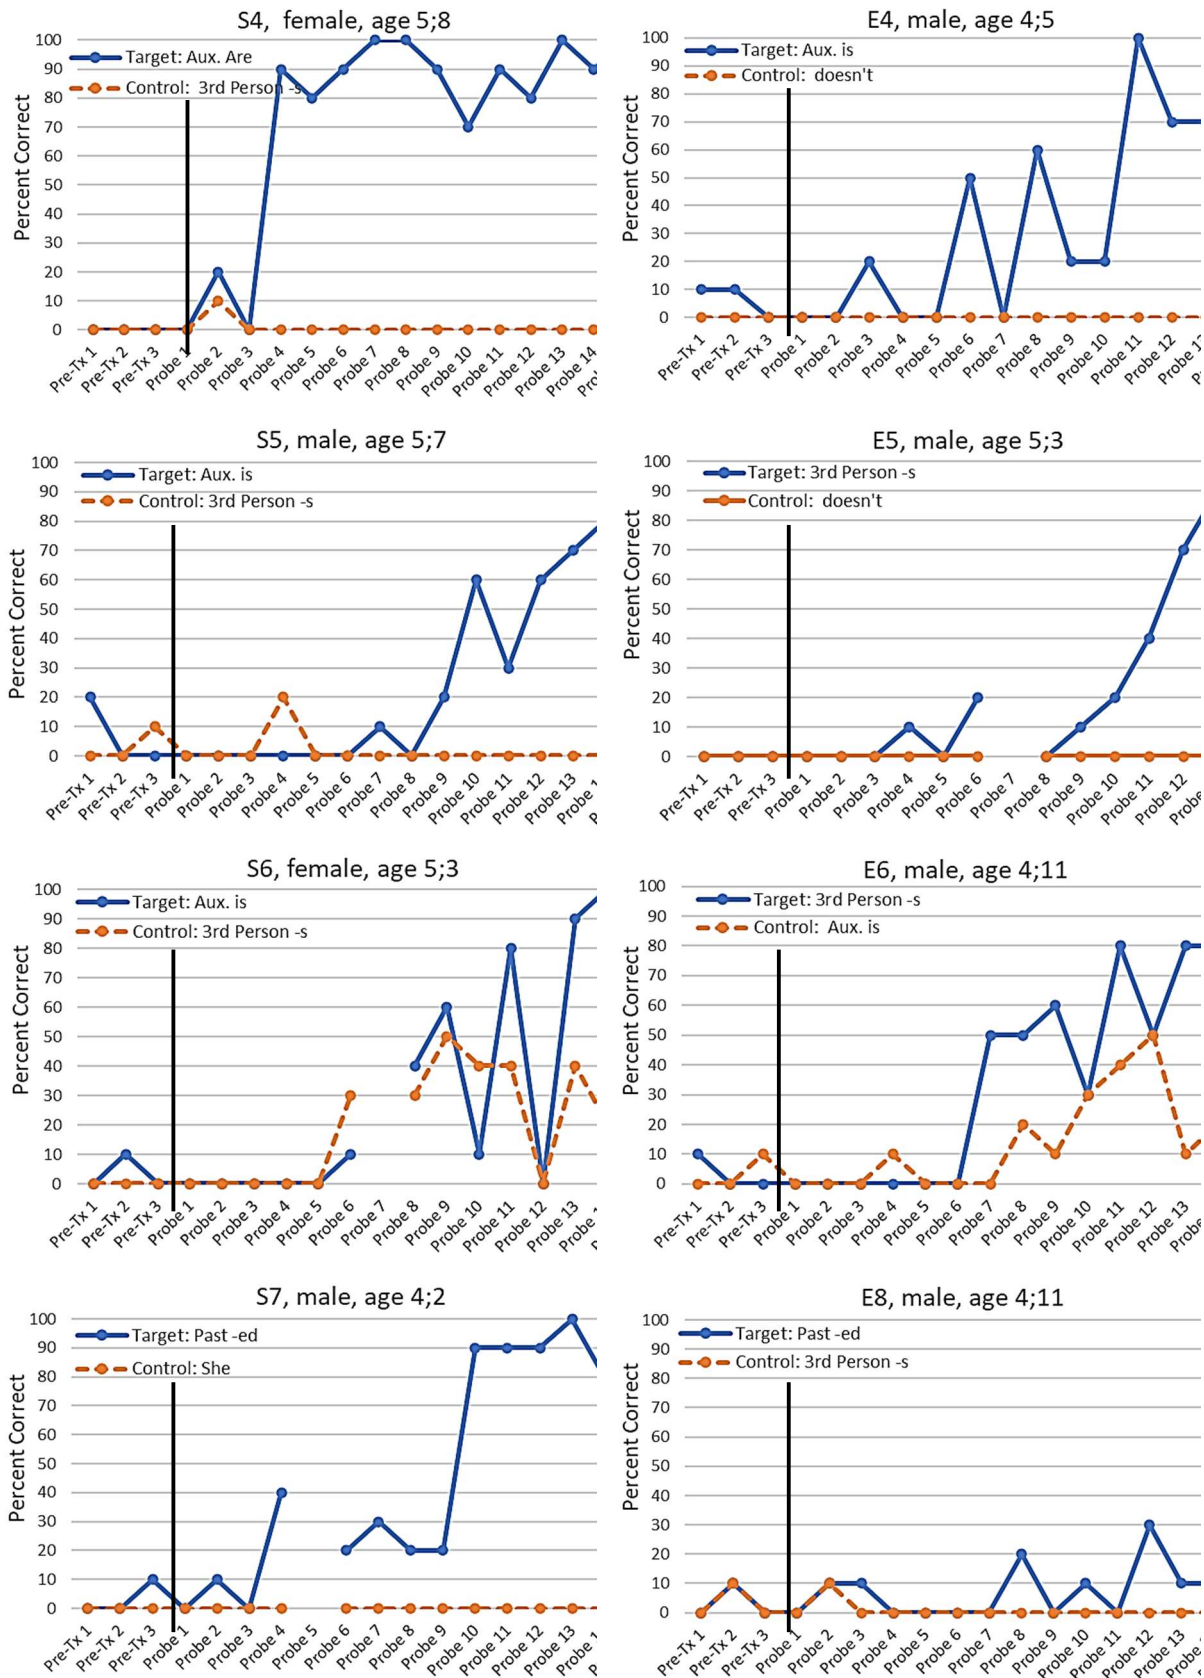 S4, female, age 5;8
Target: Aux. Are
Control: 3rd Person -s
Percent Correct
100
90
80
70
60
50
40
30
20
10
0
Pre-Tx 1
Pre-Tx 2
Pre-Tx 3
Probe 1
Probe 2
Probe 3
Probe 4
Probe 5
Probe 6
Probe 7
Probe 8
Probe 9
Probe 10
Probe 11
Probe 12
Probe 13
Probe 14
E4, male, age 4;5
Target: Aux. is
Control: doesn't
Percent Correct
100
90
80
70
60
50
40
30
20
10
0
Pre-Tx 1
Pre-Tx 2
Pre-Tx 3
Probe 1
Probe 2
Probe 3
Probe 4
Probe 5
Probe 6
Probe 7
Probe 8
Probe 9
Probe 10
Probe 11
Probe 12
S5, male, age 5;7
Target: Aux. is
Control: 3rd Person -s
Percent Correct
100
90
80
70
60
50
40
30
20
10
0
Pre-Tx 1
Pre-Tx 2
Pre-Tx 3
Probe 1
Probe 2
Probe 3
Probe 4
Probe 5
Probe 6
Probe 7
Probe 8
Probe 9
Probe 10
Probe 11
Probe 12
Probe 13
E5, male, age 5;3
Target: 3rd Person -s
Control: doesn't
Percent Correct
100
90
80
70
60
50
40
30
20
10
0
Pre-Tx 1
Pre-Tx 2
Pre-Tx 3
Probe 1
Probe 2
Probe 3
Probe 4
Probe 5
Probe 6
Probe 7
Probe 8
Probe 9
Probe 10
Probe 11
Probe 12
S6, female, age 5;3
Target: Aux. is
Control: 3rd Person -s
Percent Correct
100
90
80
70
60
50
40
30
20
10
0
Pre-Tx 1
Pre-Tx 2
Pre-Tx 3
Probe 1
Probe 2
Probe 3
Probe 4
Probe 5
Probe 6
Probe 7
Probe 8
Probe 9
Probe 10
Probe 11
Probe 12
Probe 13
E6, male, age 4;11
Target: 3rd Person -s
Control: Aux. is
Percent Correct
100
90
80
70
60
50
40
30
20
10
0
Pre-Tx 1
Pre-Tx 2
Pre-Tx 3
Probe 1
Probe 2
Probe 3
Probe 4
Probe 5
Probe 6
Probe 7
Probe 8
Probe 9
Probe 10
Probe 11
Probe 12
Probe 13
S7, male, age 4;2
Target: Past -ed
Control: She
Percent Correct
100
90
80
70
60
50
40
30
20
10
0
Pre-Tx 1
Pre-Tx 2
Pre-Tx 3
Probe 1
Probe 2
Probe 3
Probe 4
Probe 5
Probe 6
Probe 7
Probe 8
Probe 9
Probe 10
Probe 11
Probe 12
Probe 13
E8, male, age 4;11
Target: Past -ed
Control: 3rd Person -s
Percent Correct
100
90
80
70
60
50
40
30
20
10
0
Pre-Tx 1
Pre-Tx 2
Pre-Tx 3
Probe 1
Probe 2
Probe 3
Probe 4
Probe 5
Probe 6
Probe 7
Probe 8
Probe 9
Probe 10
Probe 11
Probe 12
Probe 13